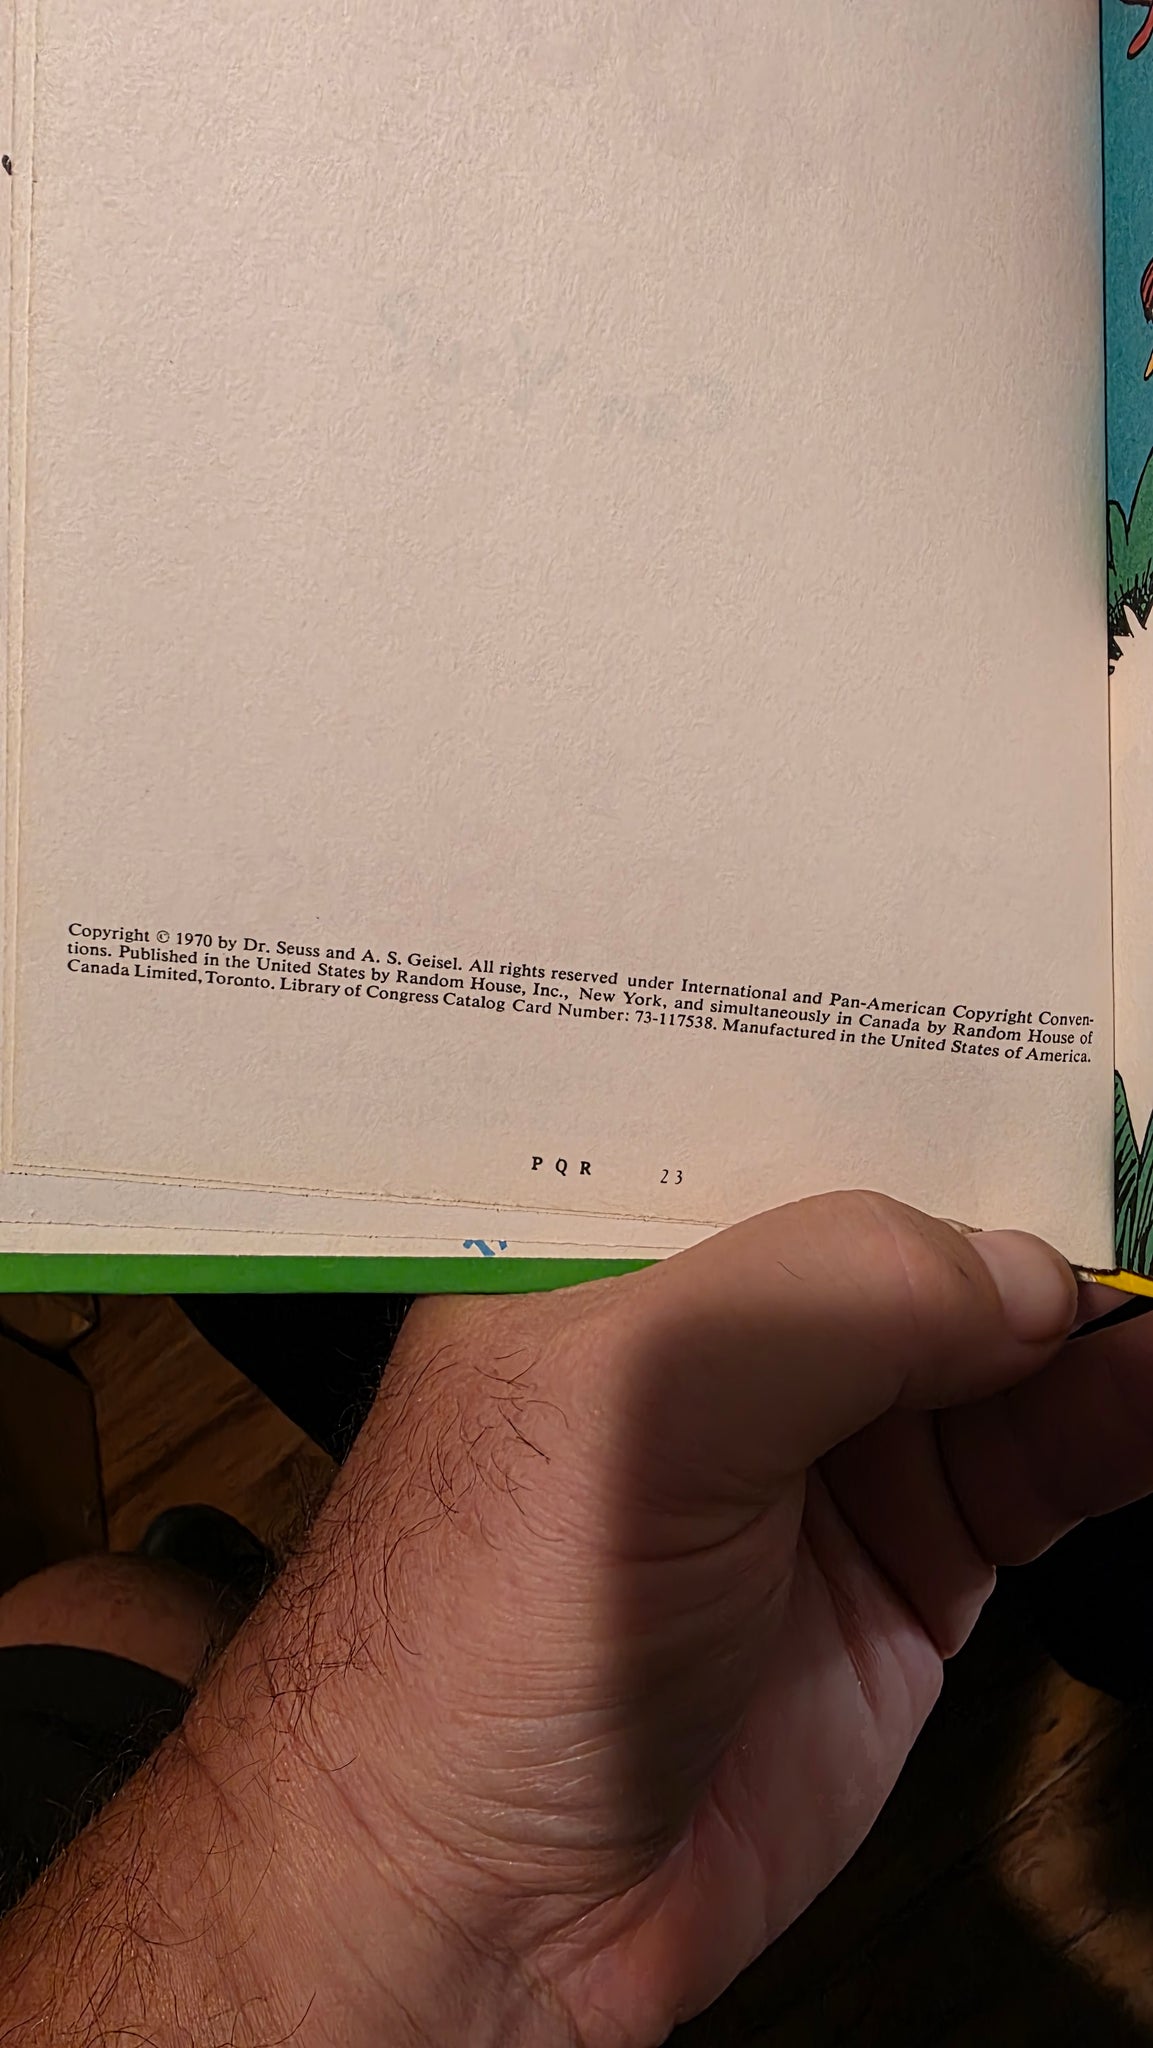 Copyright © 1970 by Dr. Seuss and A. S. Geisel. All rights reserved under International and Pan-American Copyright Conven-
tions. Published in the United States by Random House, Inc., New York, and simultaneously in Canada by Random House of
Canada Limited, Toronto. Library of Congress Catalog Card Number: 73-117538. Manufactured in the United States of America.
P Q R 23